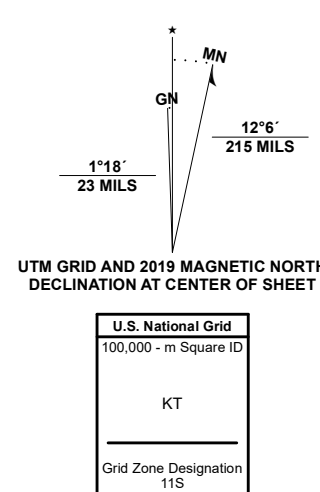 ★
MN
GN
12°6´
215 MILS
1°18´
23 MILS
UTM GRID AND 2019 MAGNETIC NORTH
DECLINATION AT CENTER OF SHEET
U.S. National Grid
100,000 - m Square ID
KT
Grid Zone Designation
11S